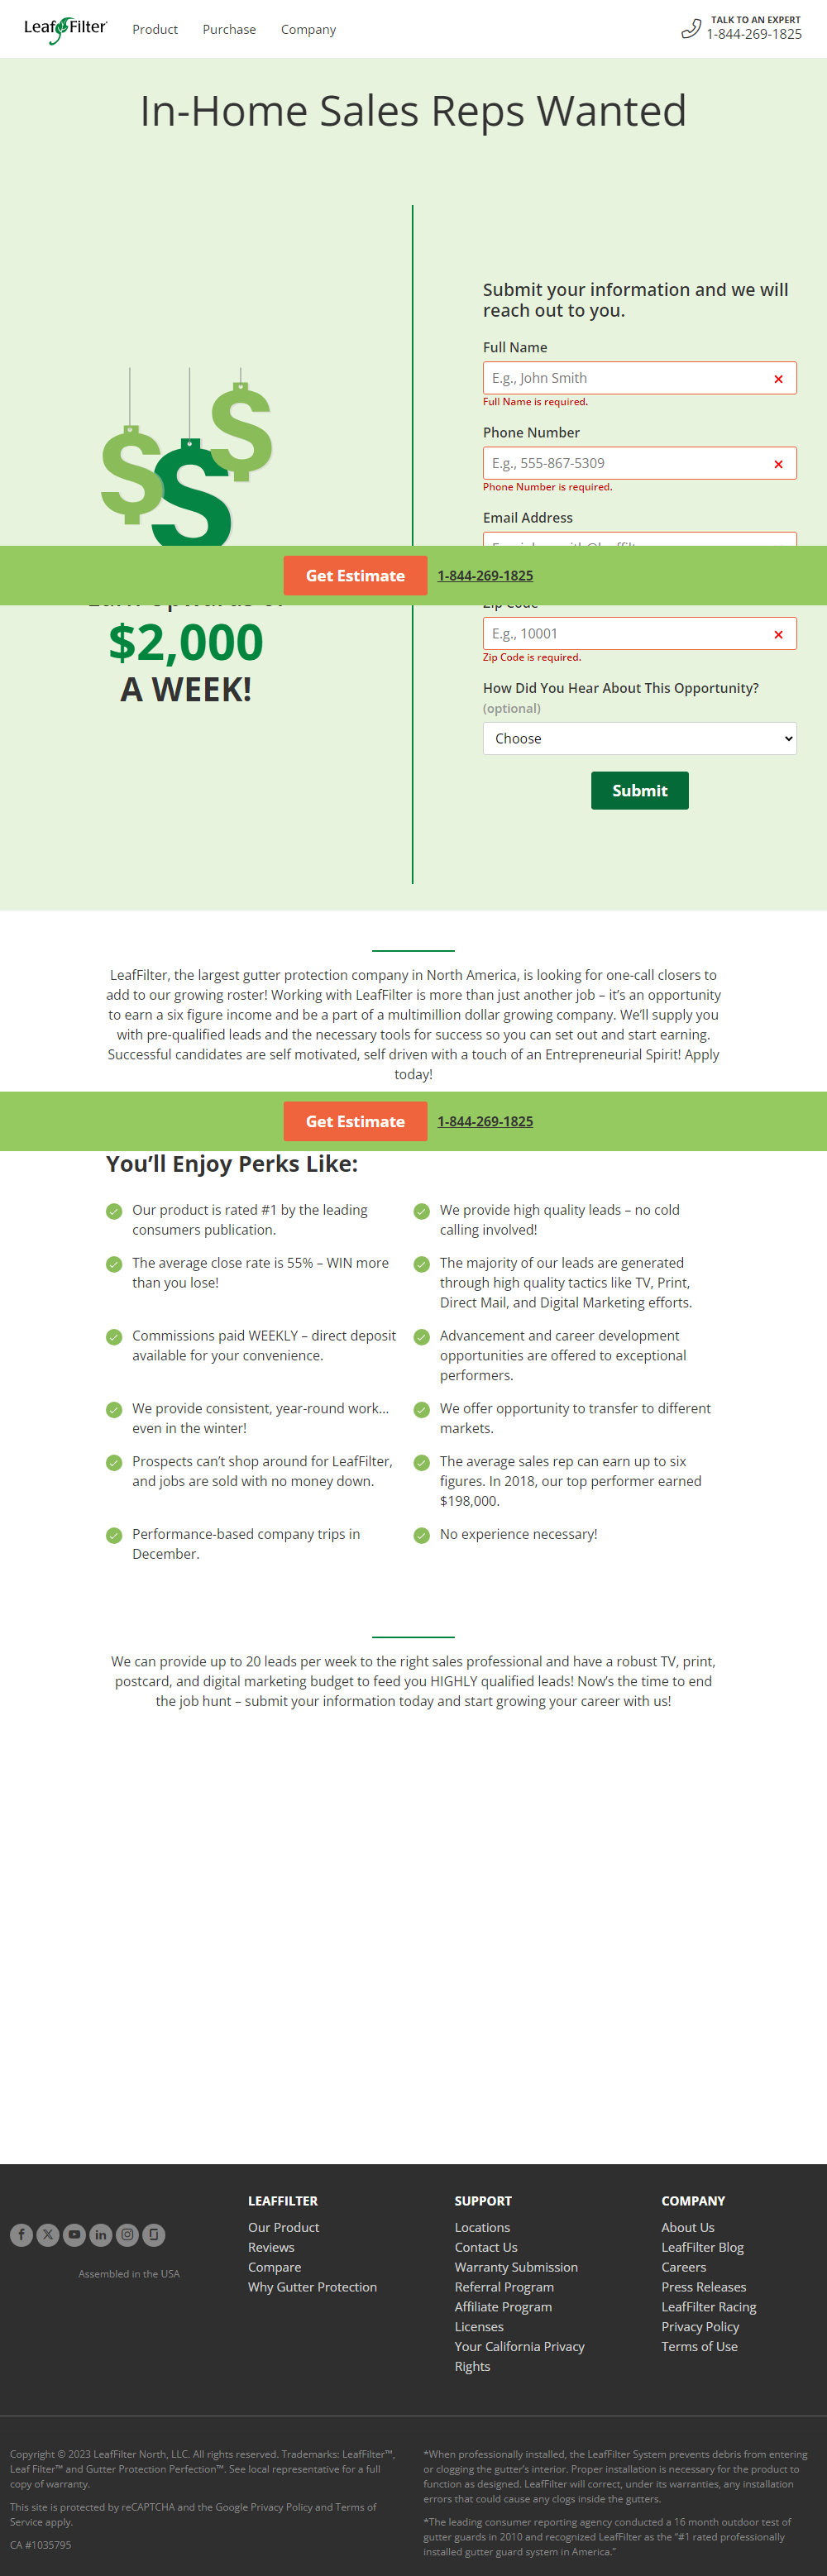 Leaf Filter
Product
Purchase
Company
TALK TO AN EXPERT
1-844-269-1825
In-Home Sales Reps Wanted
$2,000
A WEEK!
Submit your information and we will
reach out to you.
Full Name
E.g., John Smith
Full Name is required.
Phone Number
E.g., 555-867-5309
Phone Number is required.
Email Address
Get Estimate
1-844-269-1825
Zip Code
E.g., 10001
Zip Code is required.
How Did You Hear About This Opportunity?
(optional)
Choose
Submit
LeafFilter, the largest gutter protection company in North America, is looking for one-call closers to
add to our growing roster! Working with LeafFilter is more than just another job – it's an opportunity
to earn a six figure income and be a part of a multimillion dollar growing company. We'll supply you
with pre-qualified leads and the necessary tools for success so you can set out and start earning.
Successful candidates are self motivated, self driven with a touch of an Entrepreneurial Spirit! Apply
today!
Get Estimate
1-844-269-1825
You'll Enjoy Perks Like:
Our product is rated #1 by the leading
consumers publication.
We provide high quality leads – no cold
calling involved!
The average close rate is 55% – WIN more
than you lose!
The majority of our leads are generated
through high quality tactics like TV, Print,
Direct Mail, and Digital Marketing efforts.
Commissions paid WEEKLY – direct deposit
available for your convenience.
Advancement and career development
opportunities are offered to exceptional
performers.
We provide consistent, year-round work...
even in the winter!
We offer opportunity to transfer to different
markets.
Prospects can't shop around for LeafFilter,
and jobs are sold with no money down.
The average sales rep can earn up to six
figures. In 2018, our top performer earned
$198,000.
Performance-based company trips in
December.
No experience necessary!
We can provide up to 20 leads per week to the right sales professional and have a robust TV, print,
postcard, and digital marketing budget to feed you HIGHLY qualified leads! Now's the time to end
the job hunt – submit your information today and start growing your career with us!
Assembled in the USA
LEAFFILTER
Our Product
Reviews
Compare
Why Gutter Protection
SUPPORT
Locations
Contact Us
Warranty Submission
Referral Program
Affiliate Program
Licenses
Your California Privacy
Rights
COMPANY
About Us
LeafFilter Blog
Careers
Press Releases
LeafFilter Racing
Privacy Policy
Terms of Use
Copyright © 2023 LeafFilter North, LLC. All rights reserved. Trademarks: LeafFilter™,
Leaf Filter™ and Gutter Protection Perfection™. See local representative for a full
copy of warranty.
This site is protected by reCAPTCHA and the Google Privacy Policy and Terms of
Service apply.
CA #1035795
*When professionally installed, the LeafFilter System prevents debris from entering
or clogging the gutter's interior. Proper installation is necessary for the product to
function as designed. LeafFilter will correct, under its warranties, any installation
errors that could cause any clogs inside the gutters.
*The leading consumer reporting agency conducted a 16 month outdoor test of
gutter guards in 2010 and recognized LeafFilter as the "#1 rated professionally
installed gutter guard system in America."